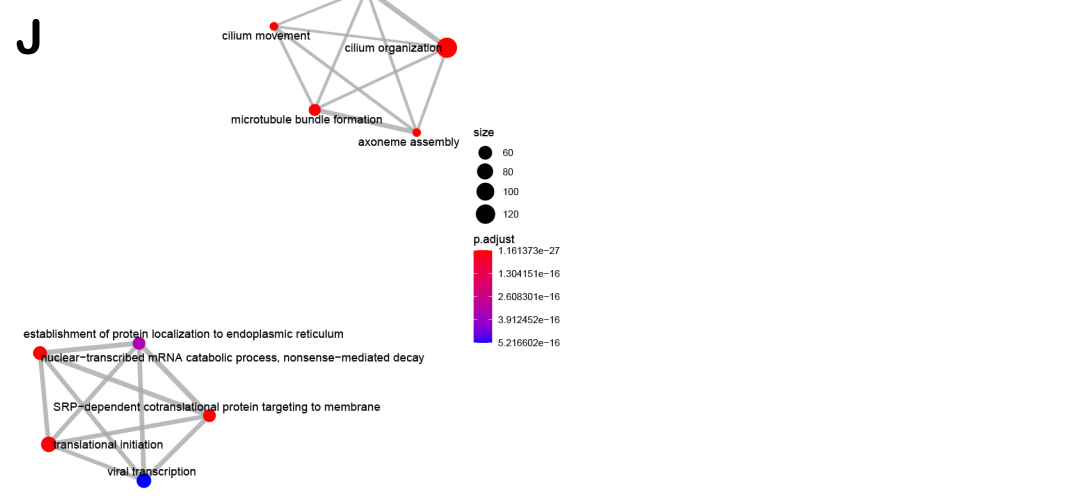 J
cilium movement
cilium organization
microtubule bundle formation
axoneme assembly
size
60
80
100
120
p.adjust
1.161373e−27
1.304151e−16
2.608301e−16
3.912452e−16
5.216602e−16
establishment of protein localization to endoplasmic reticulum
nuclear−transcribed mRNA catabolic process, nonsense−mediated decay
SRP−dependent cotranslational protein targeting to membrane
translational initiation
viral transcription